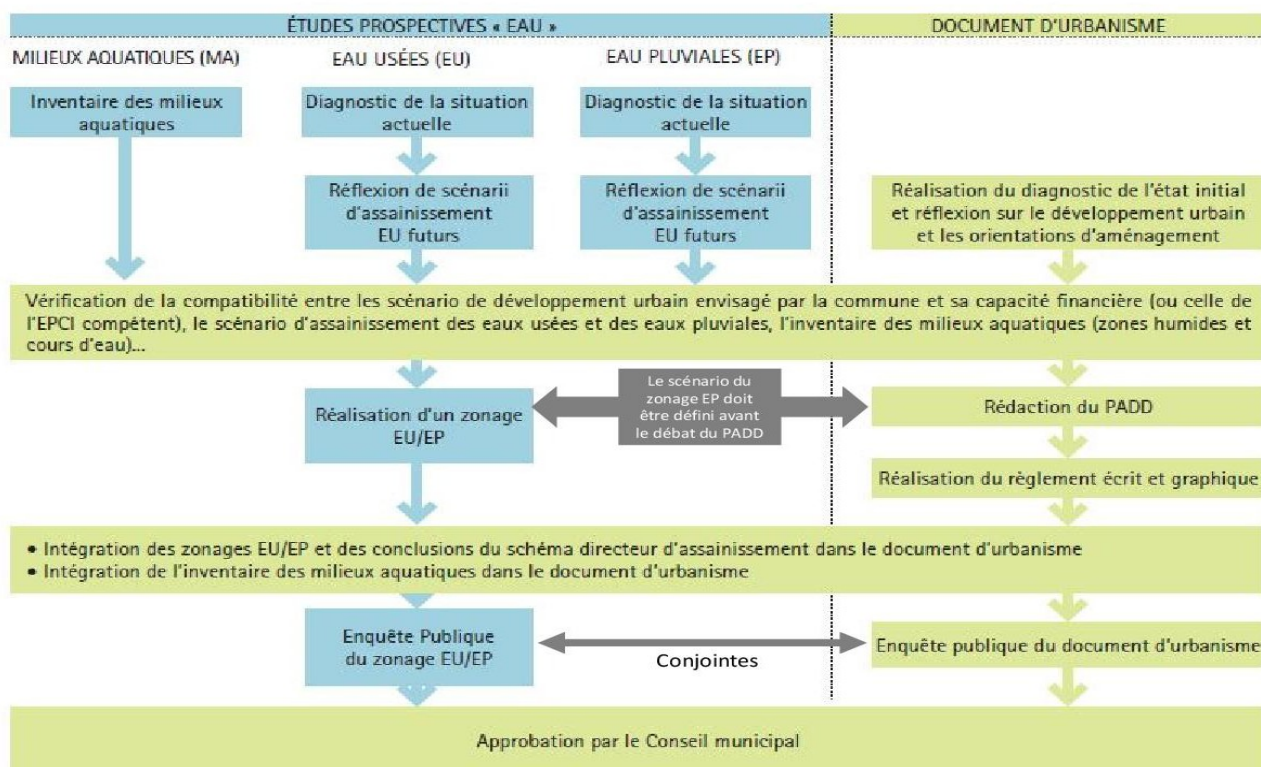 ÉTUDES PROSPECTIVES « EAU »
DOCUMENT D'URBANISME
MILIEUX AQUATIQUES (MA)
EAU USÉES (EU)
EAU PLUVIALES (EP)
Inventaire des milieux
aquatiques
Diagnostic de la situation
actuelle
Diagnostic de la situation
actuelle
Réflexion de scénarii
d'assainissement
EU futurs
Réflexion de scénarii
d'assainissement
EU futurs
Réalisation du diagnostic de l'état initial
et réflexion sur le développement urbain
et les orientations d'aménagement
Vérification de la compatibilité entre les scénario de développement urbain envisagé par la commune et sa capacité financière (ou celle de
l'EPCI compétent), le scénario d'assainissement des eaux usées et des eaux pluviales, l'inventaire des milieux aquatiques (zones humides et
cours d'eau)...
Réalisation d'un zonage
EU/EP
Le scénario du
zonage EP doit
être défini avant
le débat du PADD
Rédaction du PADD
Réalisation du règlement écrit et graphique
• Intégration des zonages EU/EP et des conclusions du schéma directeur d'assainissement dans le document d'urbanisme
• Intégration de l'inventaire des milieux aquatiques dans le document d'urbanisme
Enquête Publique
du zonage EU/EP
Conjointes
Enquête publique du document d'urbanisme
Approbation par le Conseil municipal